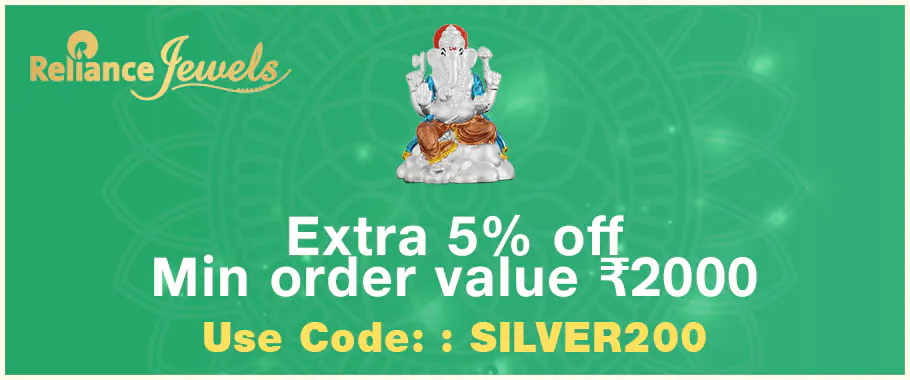 Reliance Jewels
Extra 5% off
Min order value ₹2000
Use Code: : SILVER200